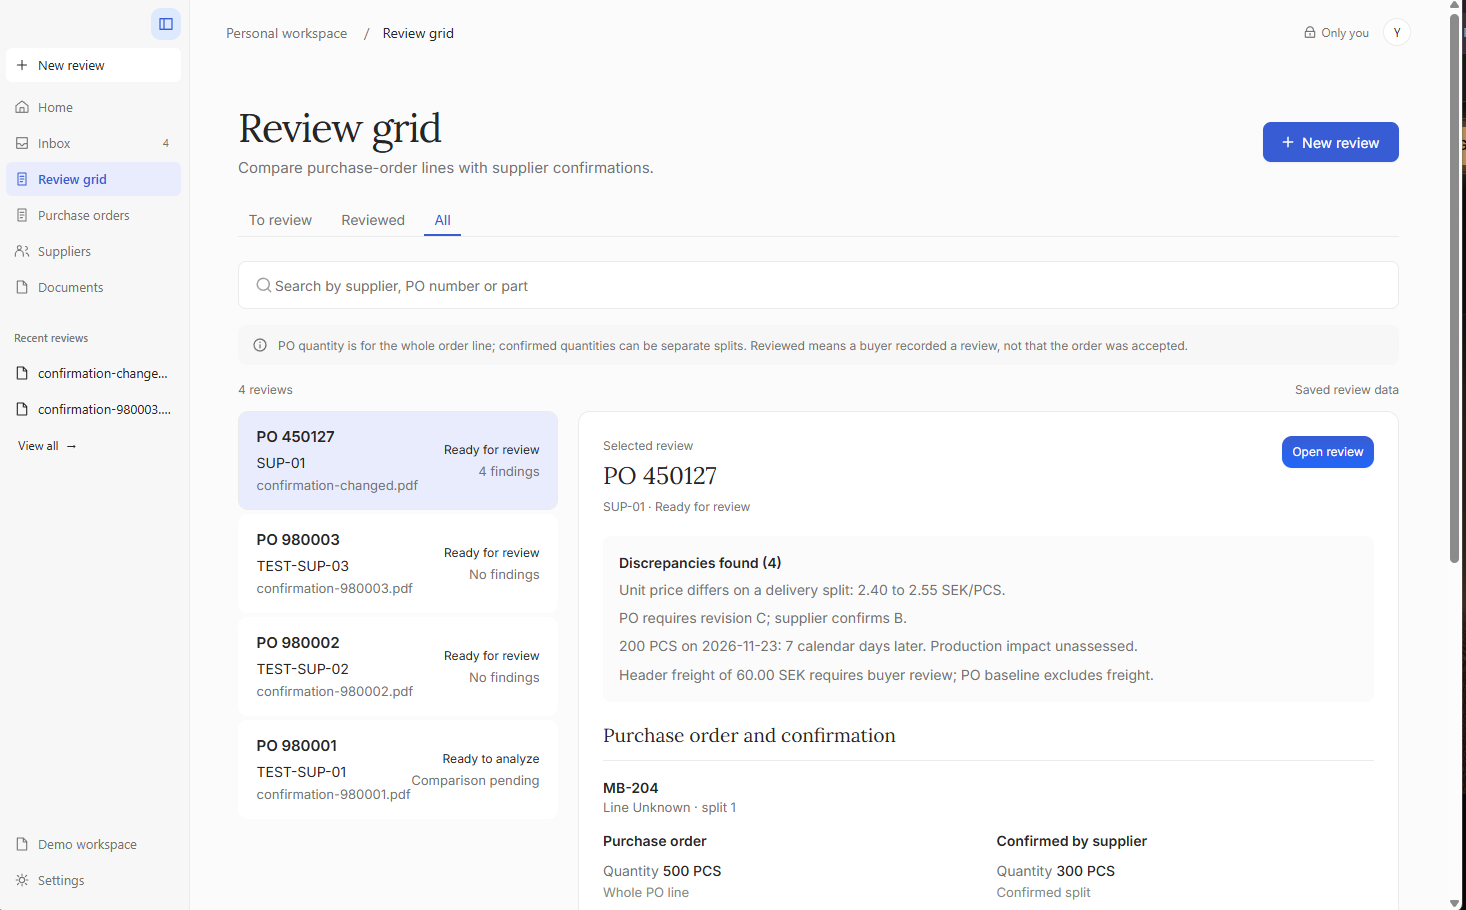 Personal workspace / Review grid
Only you
Y
New review
Home
Inbox 4
Review grid
Purchase orders
Suppliers
Documents
Recent reviews
confirmation-change...
confirmation-980003....
View all →
Demo workspace
Settings
Review grid
Compare purchase-order lines with supplier confirmations.
+ New review
To review Reviewed All
Search by supplier, PO number or part
PO quantity is for the whole order line; confirmed quantities can be separate splits. Reviewed means a buyer recorded a review, not that the order was accepted.
4 reviews
Saved review data
PO 450127
SUP-01
confirmation-changed.pdf
Ready for review
4 findings
PO 980003
TEST-SUP-03
confirmation-980003.pdf
Ready for review
No findings
PO 980002
TEST-SUP-02
confirmation-980002.pdf
Ready for review
No findings
PO 980001
TEST-SUP-01
confirmation-980001.pdf
Ready to analyze
Comparison pending
Selected review
PO 450127
SUP-01 · Ready for review
Open review
Discrepancies found (4)
Unit price differs on a delivery split: 2.40 to 2.55 SEK/PCS.
PO requires revision C; supplier confirms B.
200 PCS on 2026-11-23: 7 calendar days later. Production impact unassessed.
Header freight of 60.00 SEK requires buyer review; PO baseline excludes freight.
Purchase order and confirmation
MB-204
Line Unknown · split 1
Purchase order
Quantity 500 PCS
Whole PO line
Confirmed by supplier
Quantity 300 PCS
Confirmed split